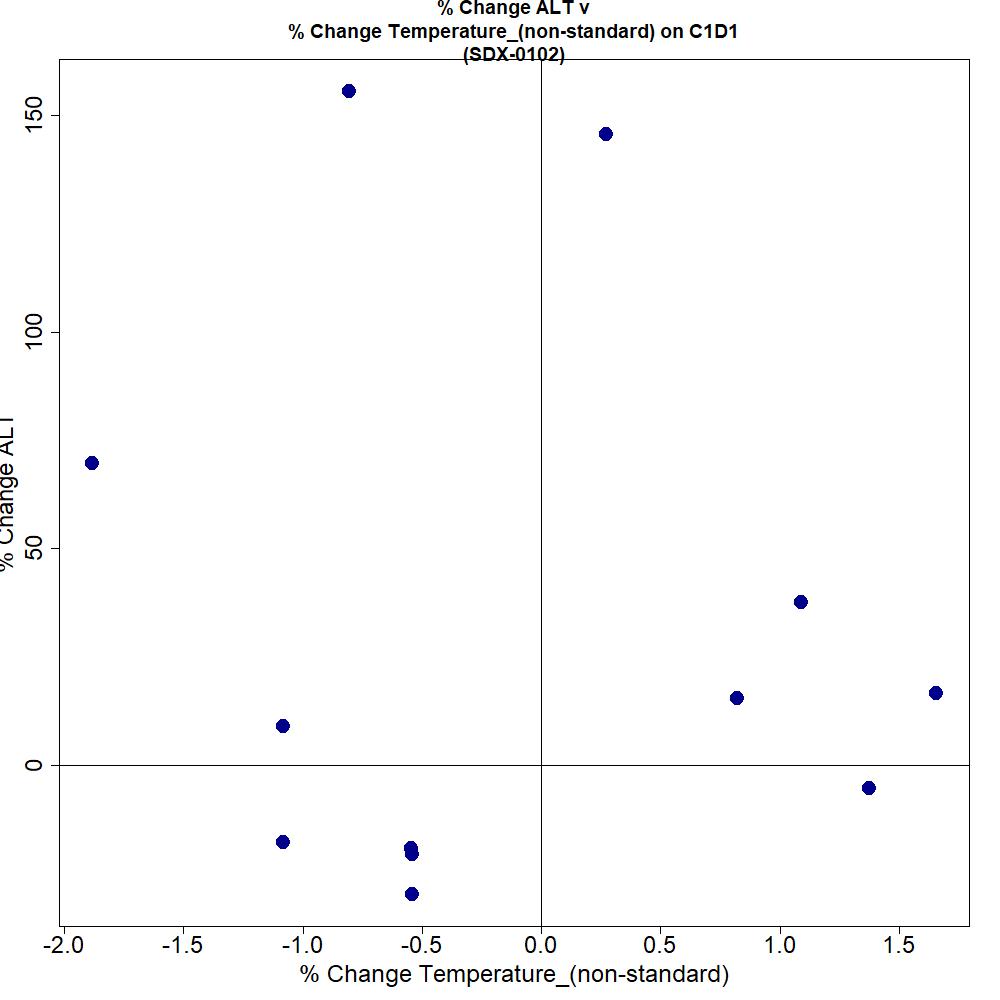 % Change ALT v
% Change Temperature_(non-standard) on C1D1
(SDX-0102)
150
100
50
0
% Change ALT
-2.0
-1.5
-1.0
-0.5
0.0
0.5
1.0
1.5
% Change Temperature_(non-standard)